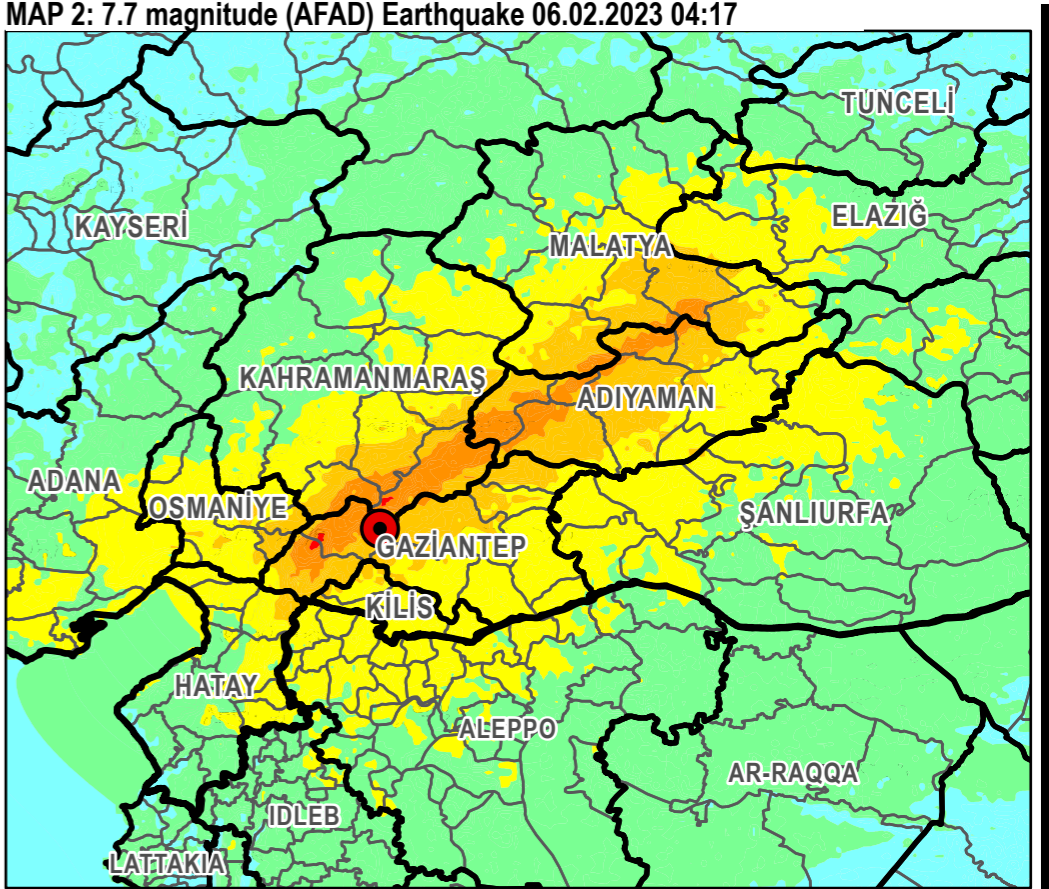 MAP 2: 7.7 magnitude (AFAD) Earthquake 06.02.2023 04:17
TUNCELİ
KAYSERİ
ELAZIĞ
MALATYA
KAHRAMANMARAŞ
ADIYAMAN
ADANA
OSMANİYE
ŞANLIURFA
GAZİANTEP
KİLİS
HATAY
ALEPPO
AR-RAQQA
IDLEB
LATTAKIA